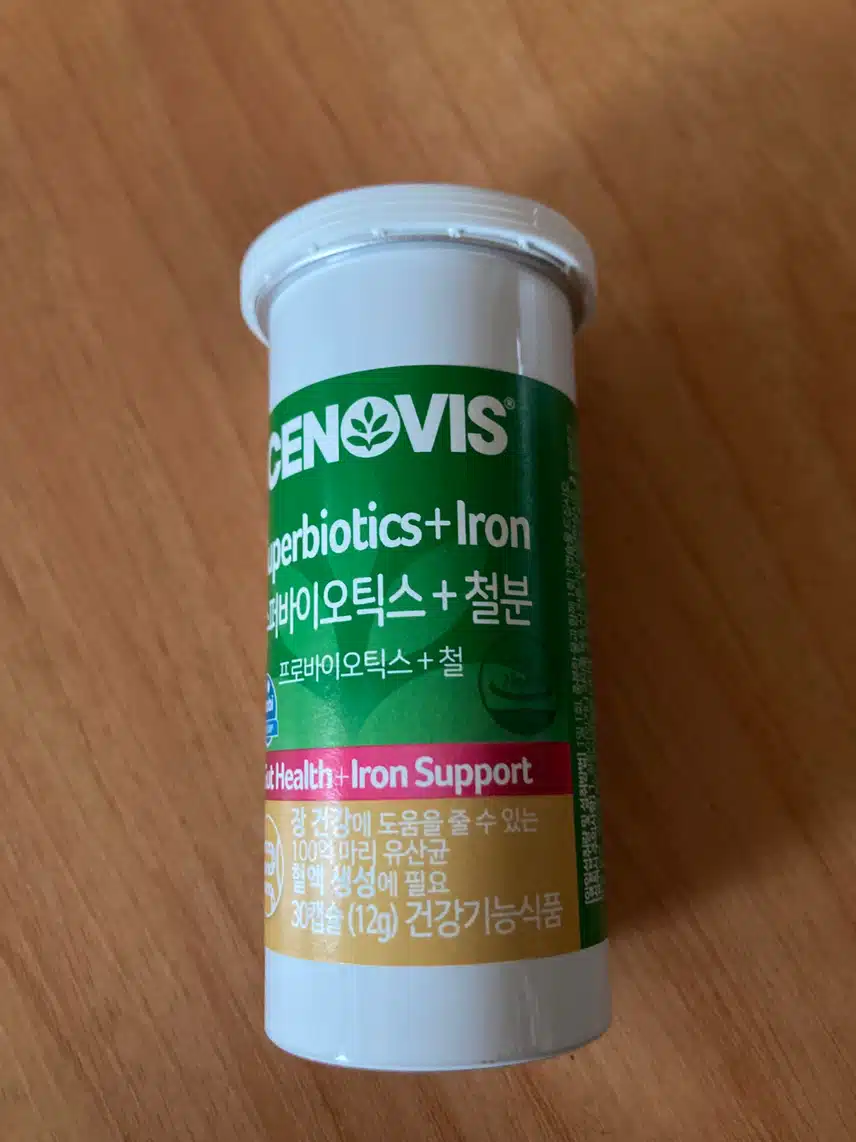 CENOVIS®
uperbiotics+Iron
퍼바이오틱스+철분
프로바이오틱스+철
ut Health+Iron Support
장 건강에 도움을 줄 수 있는
100억 마리 유산균
혈액 생성에 필요
30캡슐 (12g) 건강기능식품